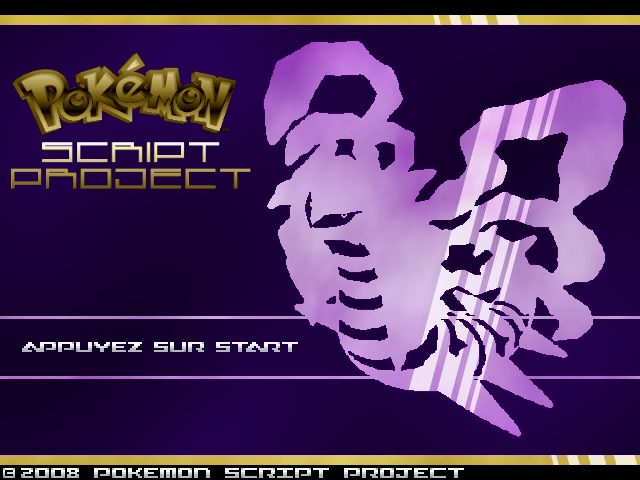 POKÉMON
SCRIPT
PROJECT
APPUYEZ SUR START
©2008 POKEMON SCRIPT PROJECT